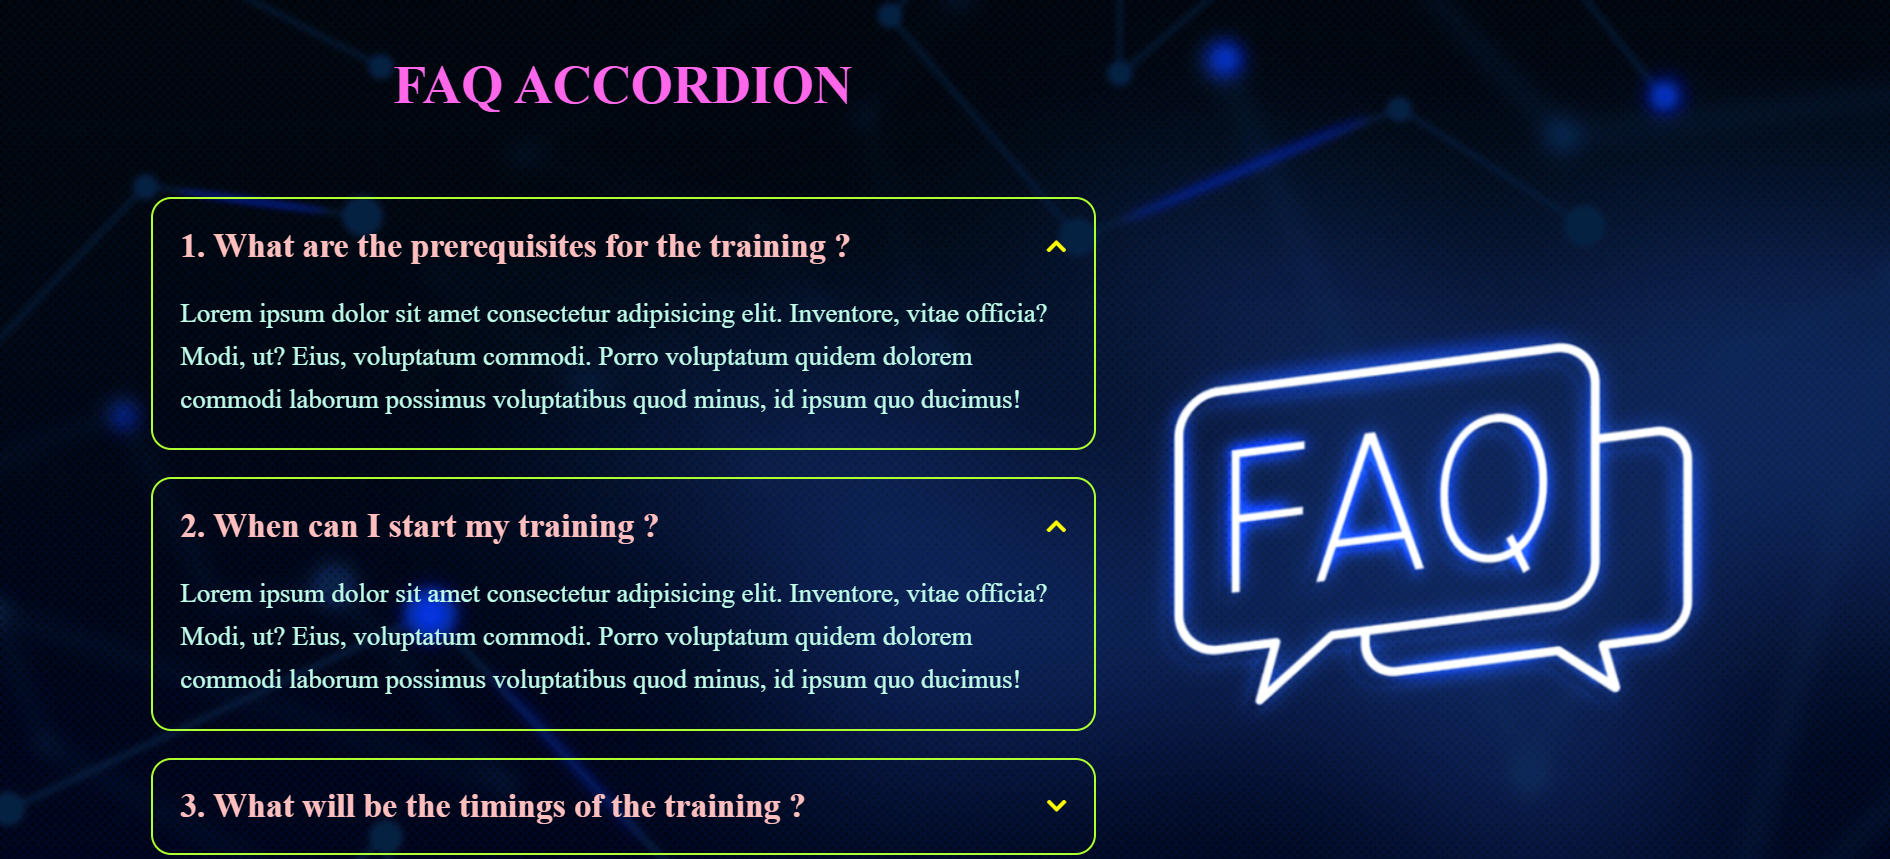 FAQ ACCORDION
1. What are the prerequisites for the training ?
Lorem ipsum dolor sit amet consectetur adipisicing elit. Inventore, vitae officia?
Modi, ut? Eius, voluptatum commodi. Porro voluptatum quidem dolorem
commodi laborum possimus voluptatibus quod minus, id ipsum quo ducimus!
2. When can I start my training ?
Lorem ipsum dolor sit amet consectetur adipisicing elit. Inventore, vitae officia?
Modi, ut? Eius, voluptatum commodi. Porro voluptatum quidem dolorem
commodi laborum possimus voluptatibus quod minus, id ipsum quo ducimus!
3. What will be the timings of the training ?
FAQ